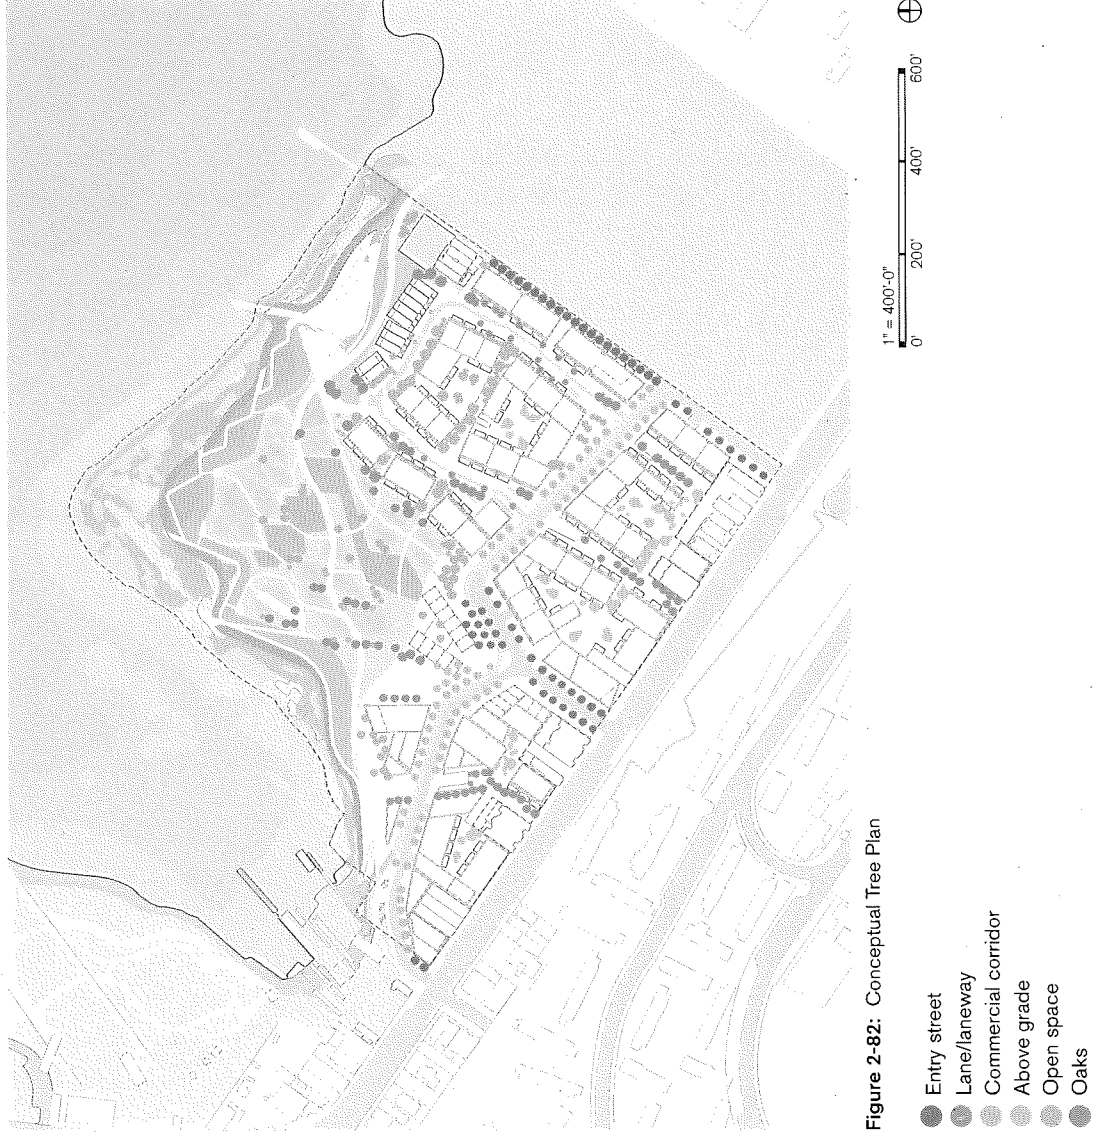 1" = 400'-0"
0'
200'
400'
600'
Figure 2-82: Conceptual Tree Plan
Entry street
Lane/laneway
Commercial corridor
Above grade
Open space
Oaks